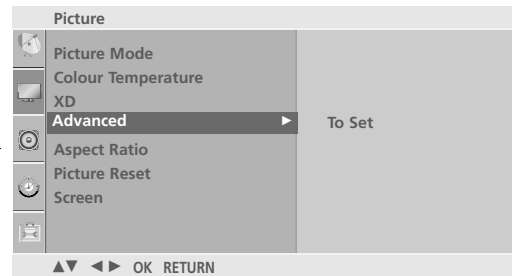 Picture
Picture Mode
Colour Temperature
XD
Advanced ► To Set
Aspect Ratio
Picture Reset
Screen
▲▼ ◄► OK RETURN